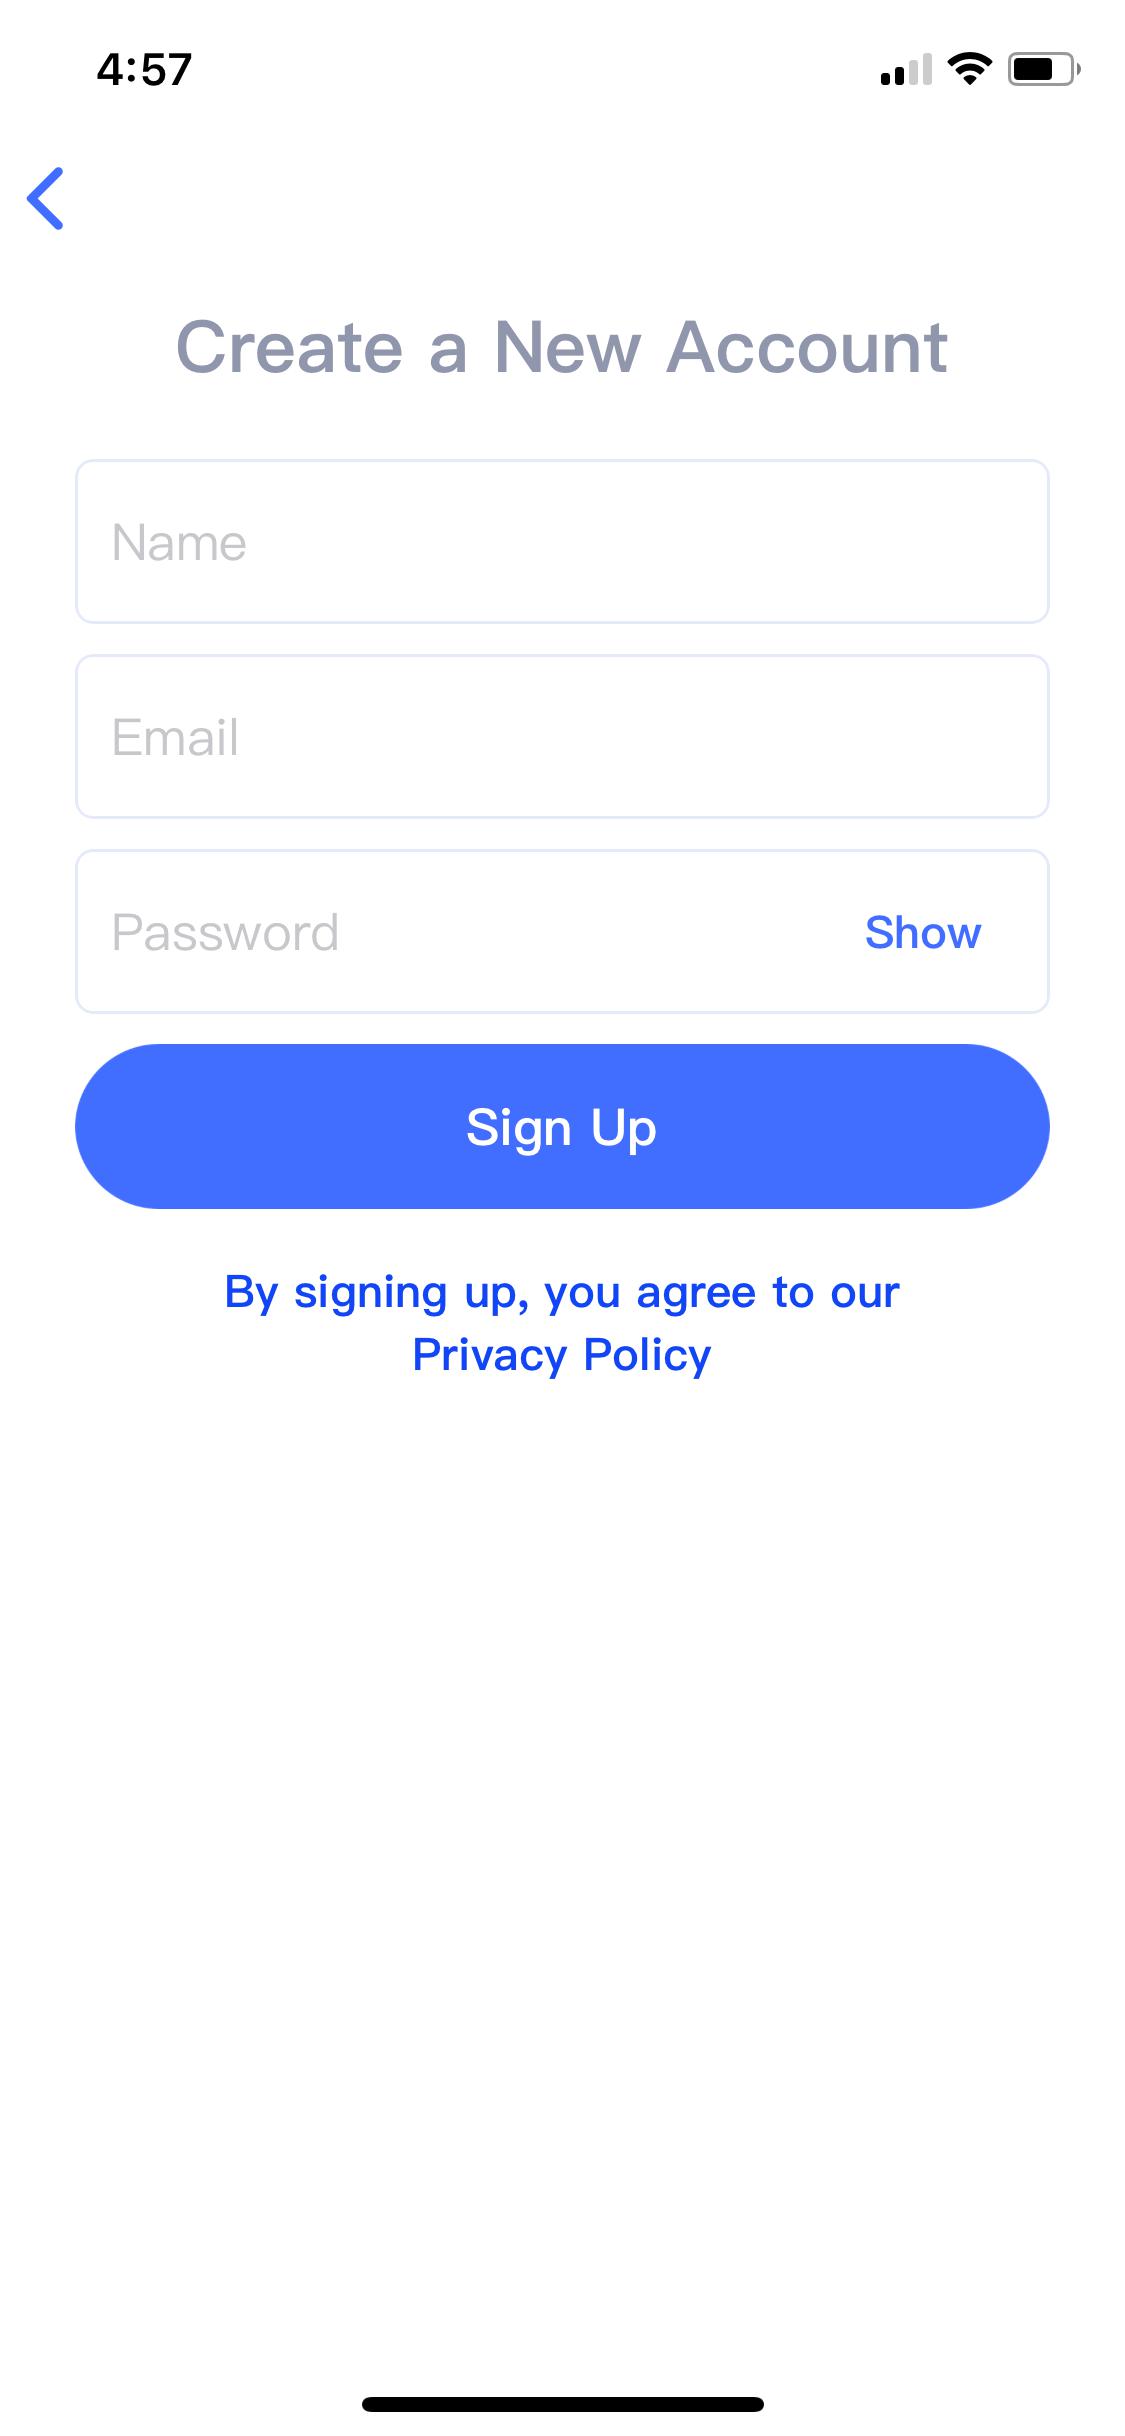 4:57
Create a New Account
Name
Email
Password
Show
Sign Up
By signing up, you agree to our
Privacy Policy